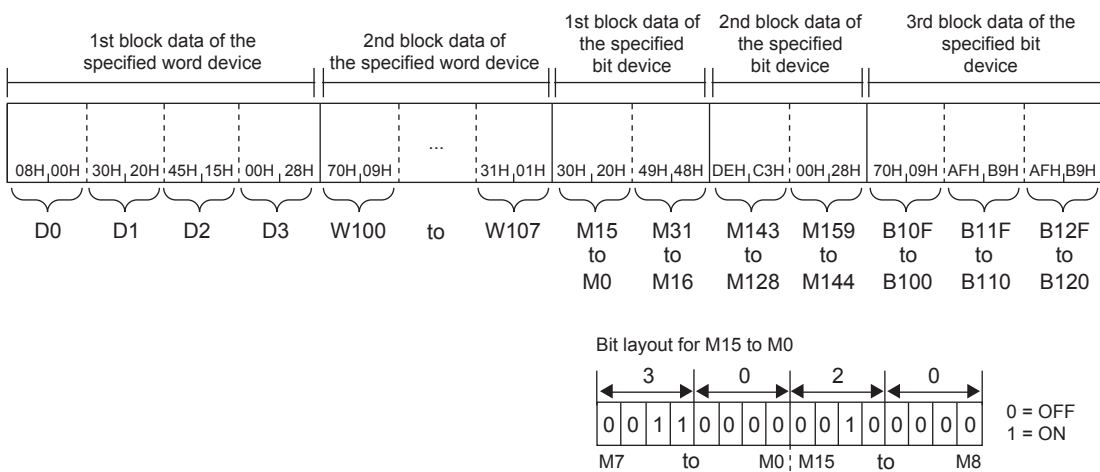 1st block data of the
specified word device
2nd block data of
the specified word device
1st block data of
the specified
bit device
2nd block data of
the specified
bit device
3rd block data of the
specified bit
device
08H 00H 30H 20H 45H 15H 00H 28H 70H 09H ... 31H 01H 30H 20H 49H 48H DEH C3H 00H 28H 70H 09H AFH B9H AFH B9H
D0 D1 D2 D3 W100 to W107 M15 M31 M143 M159 B10F B11F B12F
to to to to to to to
M0 M16 M128 M144 B100 B110 B120
Bit layout for M15 to M0
3 0 2 0
0 0 1 1 0 0 0 0 0 0 1 0 0 0 0 0
0 = OFF
1 = ON
M7 to M0 M15 to M8